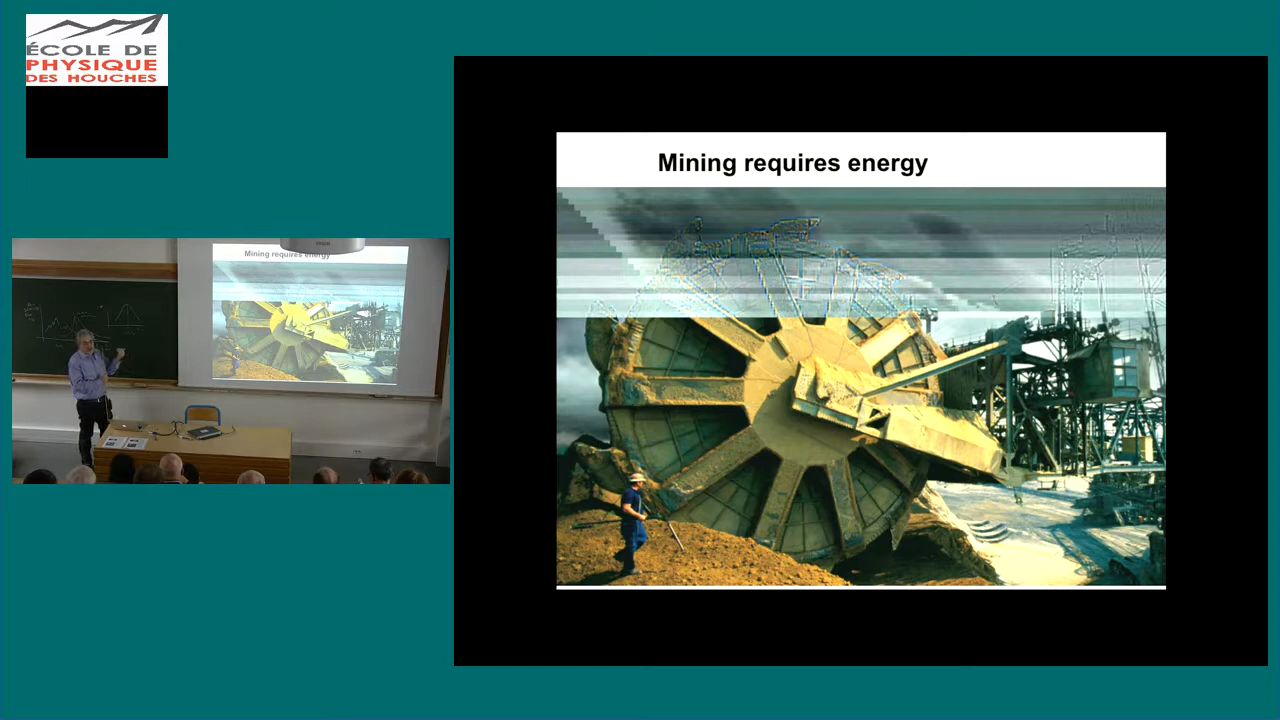 ÉCOLE DE
PHYSIQUE
DES HOUCHES
Mining requires energy
Mining requires energy